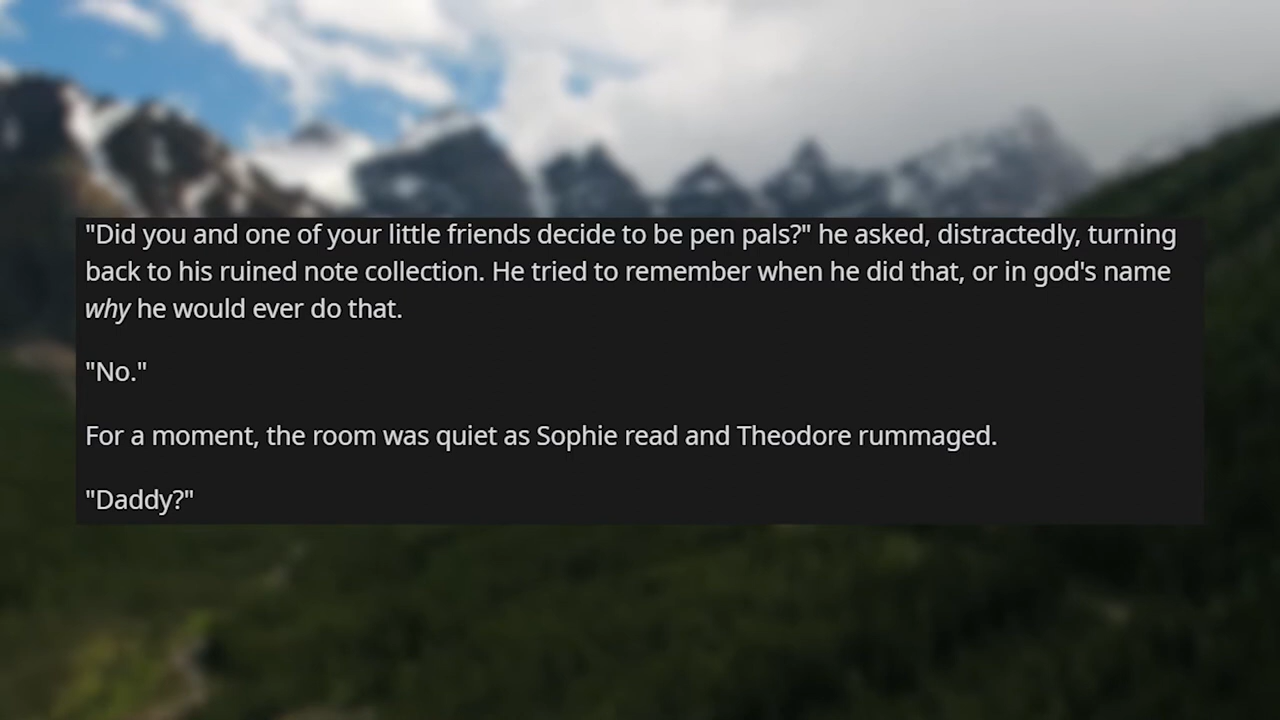 "Did you and one of your little friends decide to be pen pals?" he asked, distractedly, turning
back to his ruined note collection. He tried to remember when he did that, or in god's name
why he would ever do that.
"No."
For a moment, the room was quiet as Sophie read and Theodore rummaged.
"Daddy?"